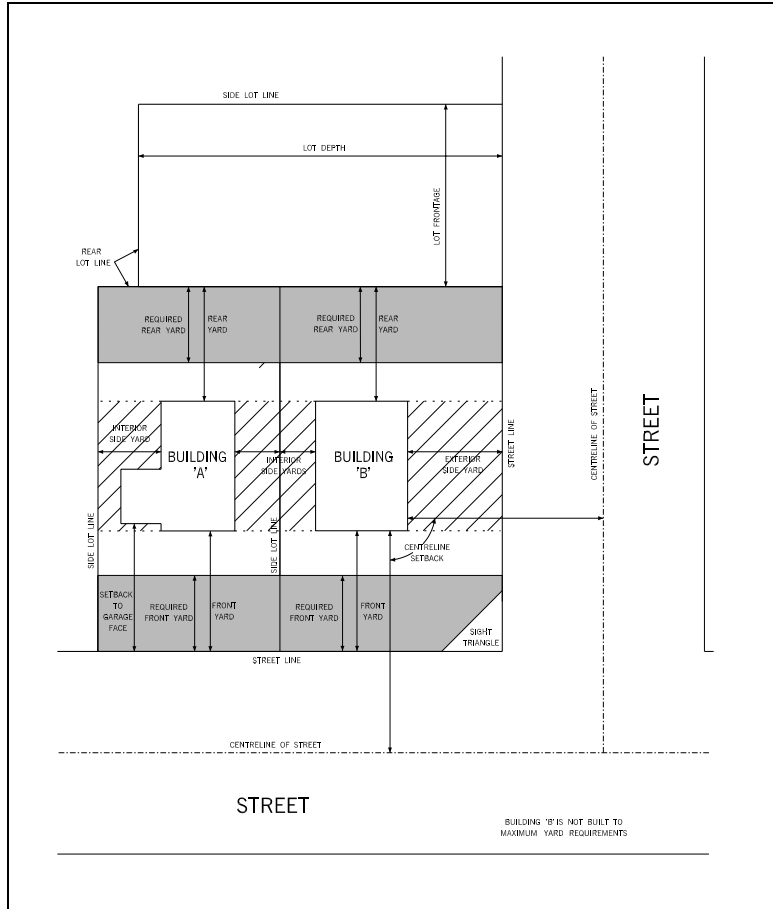 SIDE LOT LINE
LOT DEPTH
LOT FRONTAGE
REAR
LOT LINE
REQUIRED
REAR YARD
REAR
YARD
REQUIRED
REAR YARD
REAR
YARD
INTERIOR
SIDE YARD
BUILDING
'A'
INTERIOR
SIDE YARDS
BUILDING
'B'
EXTERIOR
SIDE YARD
STREET LINE
CENTRELINE OF STREET
STREET
SIDE LOT LINE
SIDE LOT LINE
CENTRELINE
SETBACK
SETBACK
TO
GARAGE
FACE
REQUIRED
FRONT YARD
FRONT
YARD
REQUIRED
FRONT YARD
FRONT
YARD
SIGHT
TRIANGLE
STREET LINE
CENTRELINE OF STREET
STREET
BUILDING 'B' IS NOT BUILT TO
MAXIMUM YARD REQUIREMENTS